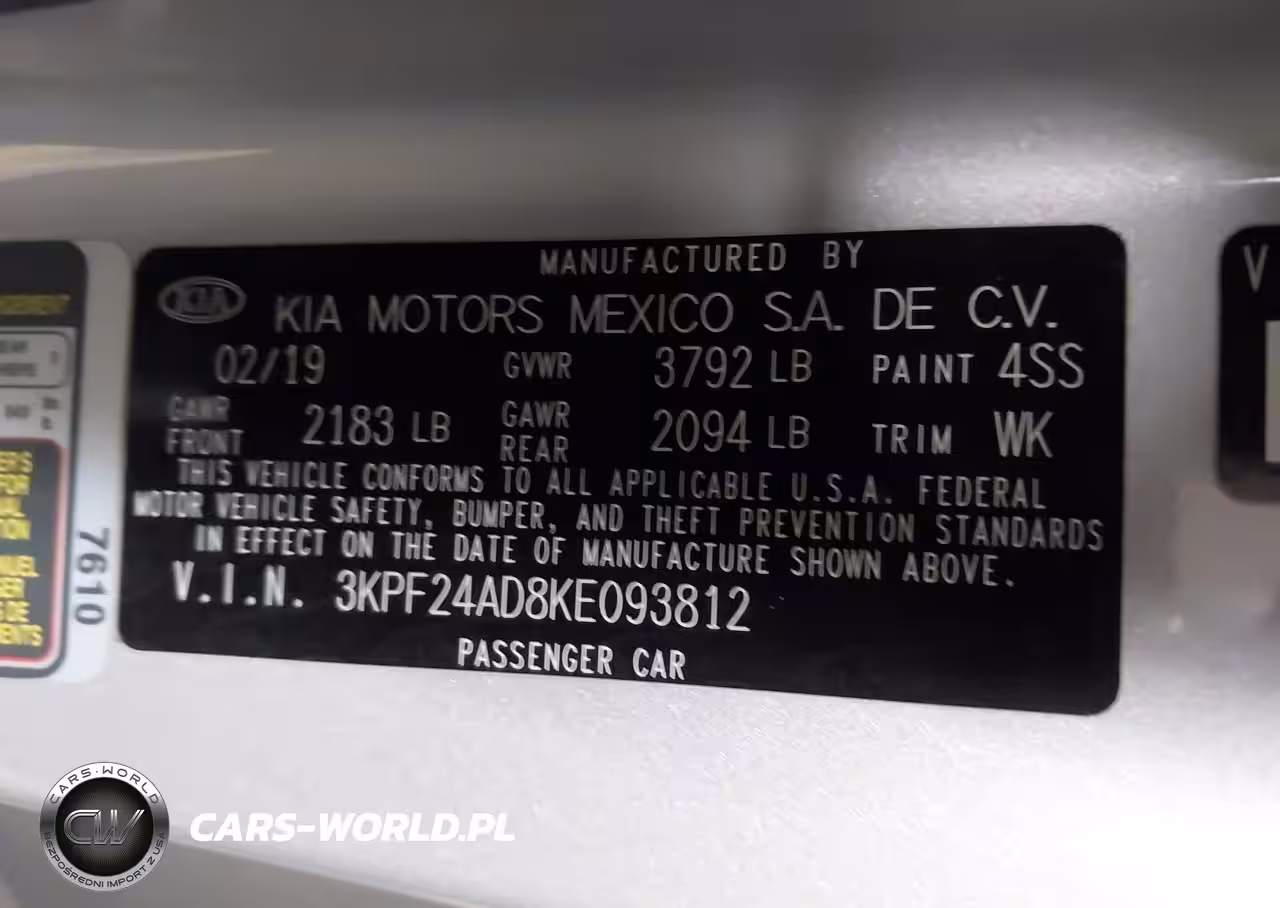 MANUFACTURED BY
KIA
KIA MOTORS MEXICO S.A. DE C.V.
02/19 GVWR 3792 LB PAINT 4SS
GAWR FRONT 2183 LB GAWR REAR 2094 LB TRIM WK
THIS VEHICLE CONFORMS TO ALL APPLICABLE U.S.A. FEDERAL
MOTOR VEHICLE SAFETY, BUMPER, AND THEFT PREVENTION STANDARDS
IN EFFECT ON THE DATE OF MANUFACTURE SHOWN ABOVE.
V.I.N. 3KPF24AD8KE093812
PASSENGER CAR
7610
V
CARS-WORLD
CW
BEZPOŚREDNI IMPORT Z USA
CARS-WORLD.PL